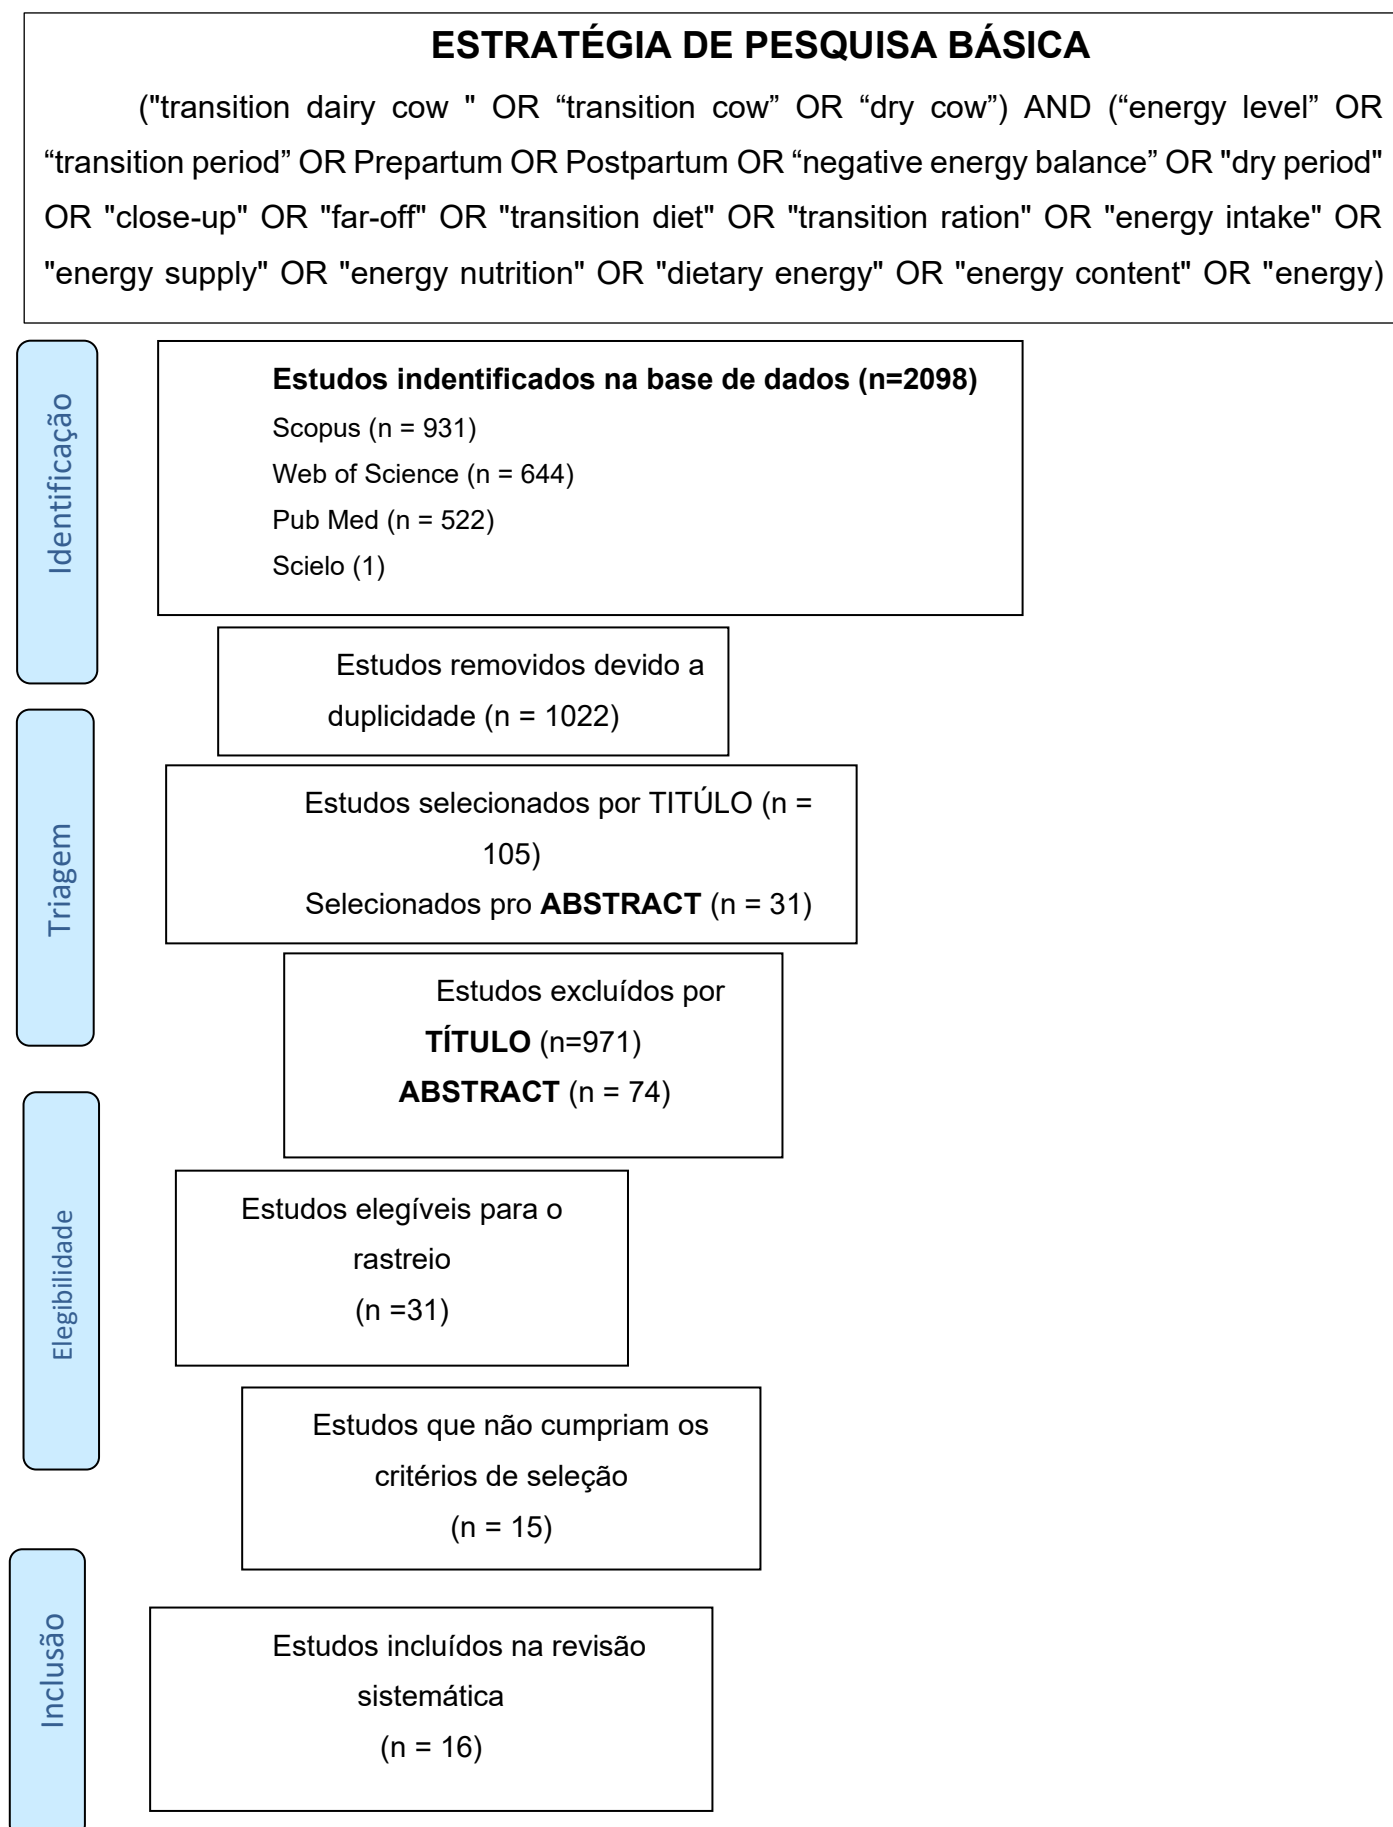 ESTRATÉGIA DE PESQUISA BÁSICA
("transition dairy cow " OR “transition cow” OR “dry cow”) AND (“energy level” OR
“transition period” OR Prepartum OR Postpartum OR “negative energy balance” OR "dry period"
OR "close-up" OR "far-off" OR "transition diet" OR "transition ration" OR "energy intake" OR
"energy supply" OR "energy nutrition" OR "dietary energy" OR "energy content" OR "energy)
Identificação
Estudos indentificados na base de dados (n=2098)
Scopus (n = 931)
Web of Science (n = 644)
Pub Med (n = 522)
Scielo (1)
Estudos removidos devido a
duplicidade (n = 1022)
Triagem
Estudos selecionados por TITÚLO (n =
105)
Selecionados pro ABSTRACT (n = 31)
Estudos excluídos por
TÍTULO (n=971)
ABSTRACT (n = 74)
Elegibilidade
Estudos elegíveis para o
rastreio
(n =31)
Estudos que não cumpriam os
critérios de seleção
(n = 15)
Inclusão
Estudos incluídos na revisão
sistemática
(n = 16)